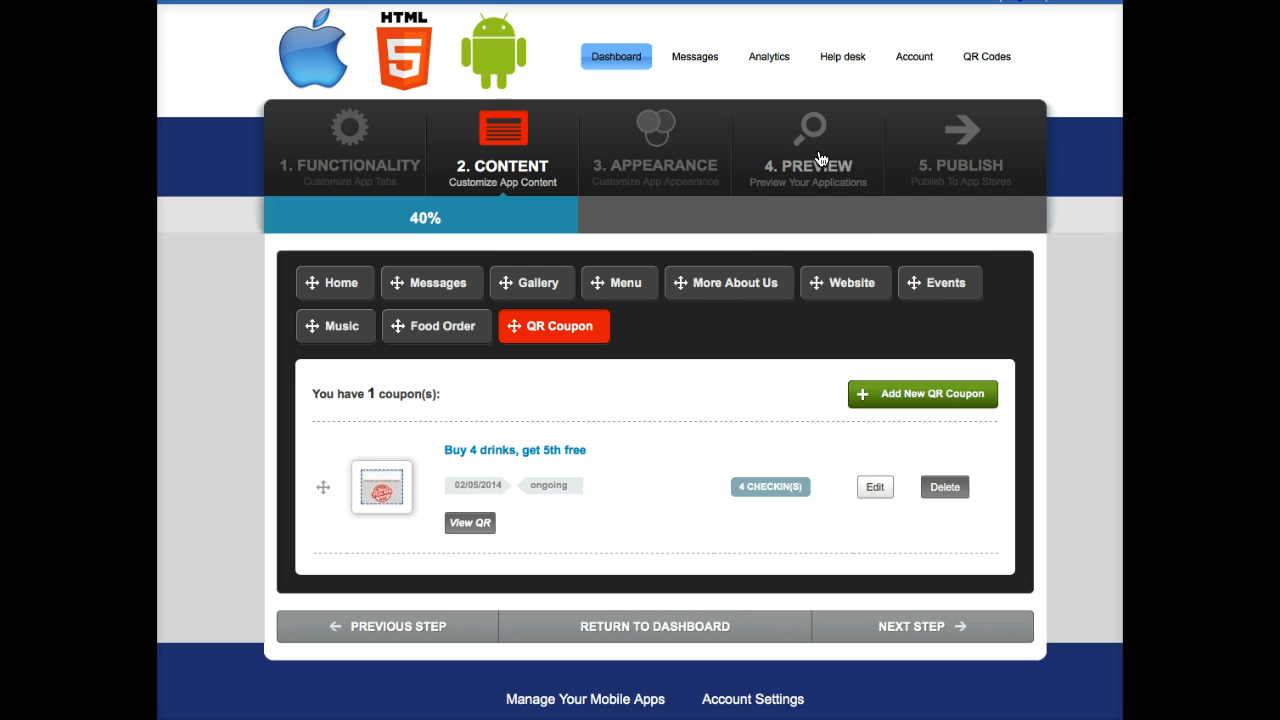 HTML
5
Dashboard Messages Analytics Help desk Account QR Codes
1. FUNCTIONALITY 2. CONTENT 3. APPEARANCE 4. PREVIEW 5. PUBLISH
Customize App Tabs Customize App Content Customize App Appearance Preview Your Applications Publish To App Stores
40%
Home Messages Gallery Menu More About Us Website Events
Music Food Order QR Coupon
You have 1 coupon(s): Add New QR Coupon
Buy 4 drinks, get 5th free
02/05/2014 ongoing 4 CHECKIN(S) Edit Delete
View QR
PREVIOUS STEP RETURN TO DASHBOARD NEXT STEP
Manage Your Mobile Apps Account Settings